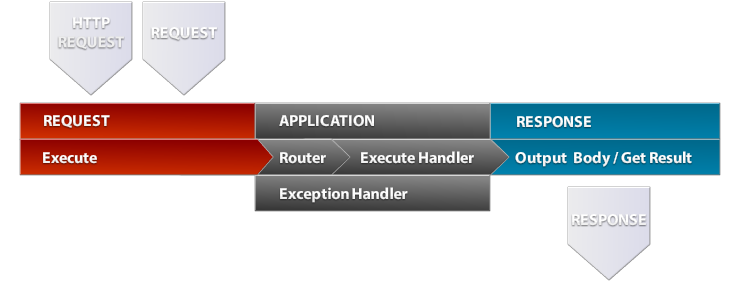 HTTP
REQUEST
REQUEST
REQUEST
APPLICATION
RESPONSE
Execute
Router
Execute Handler
Output Body / Get Result
Exception Handler
RESPONSE